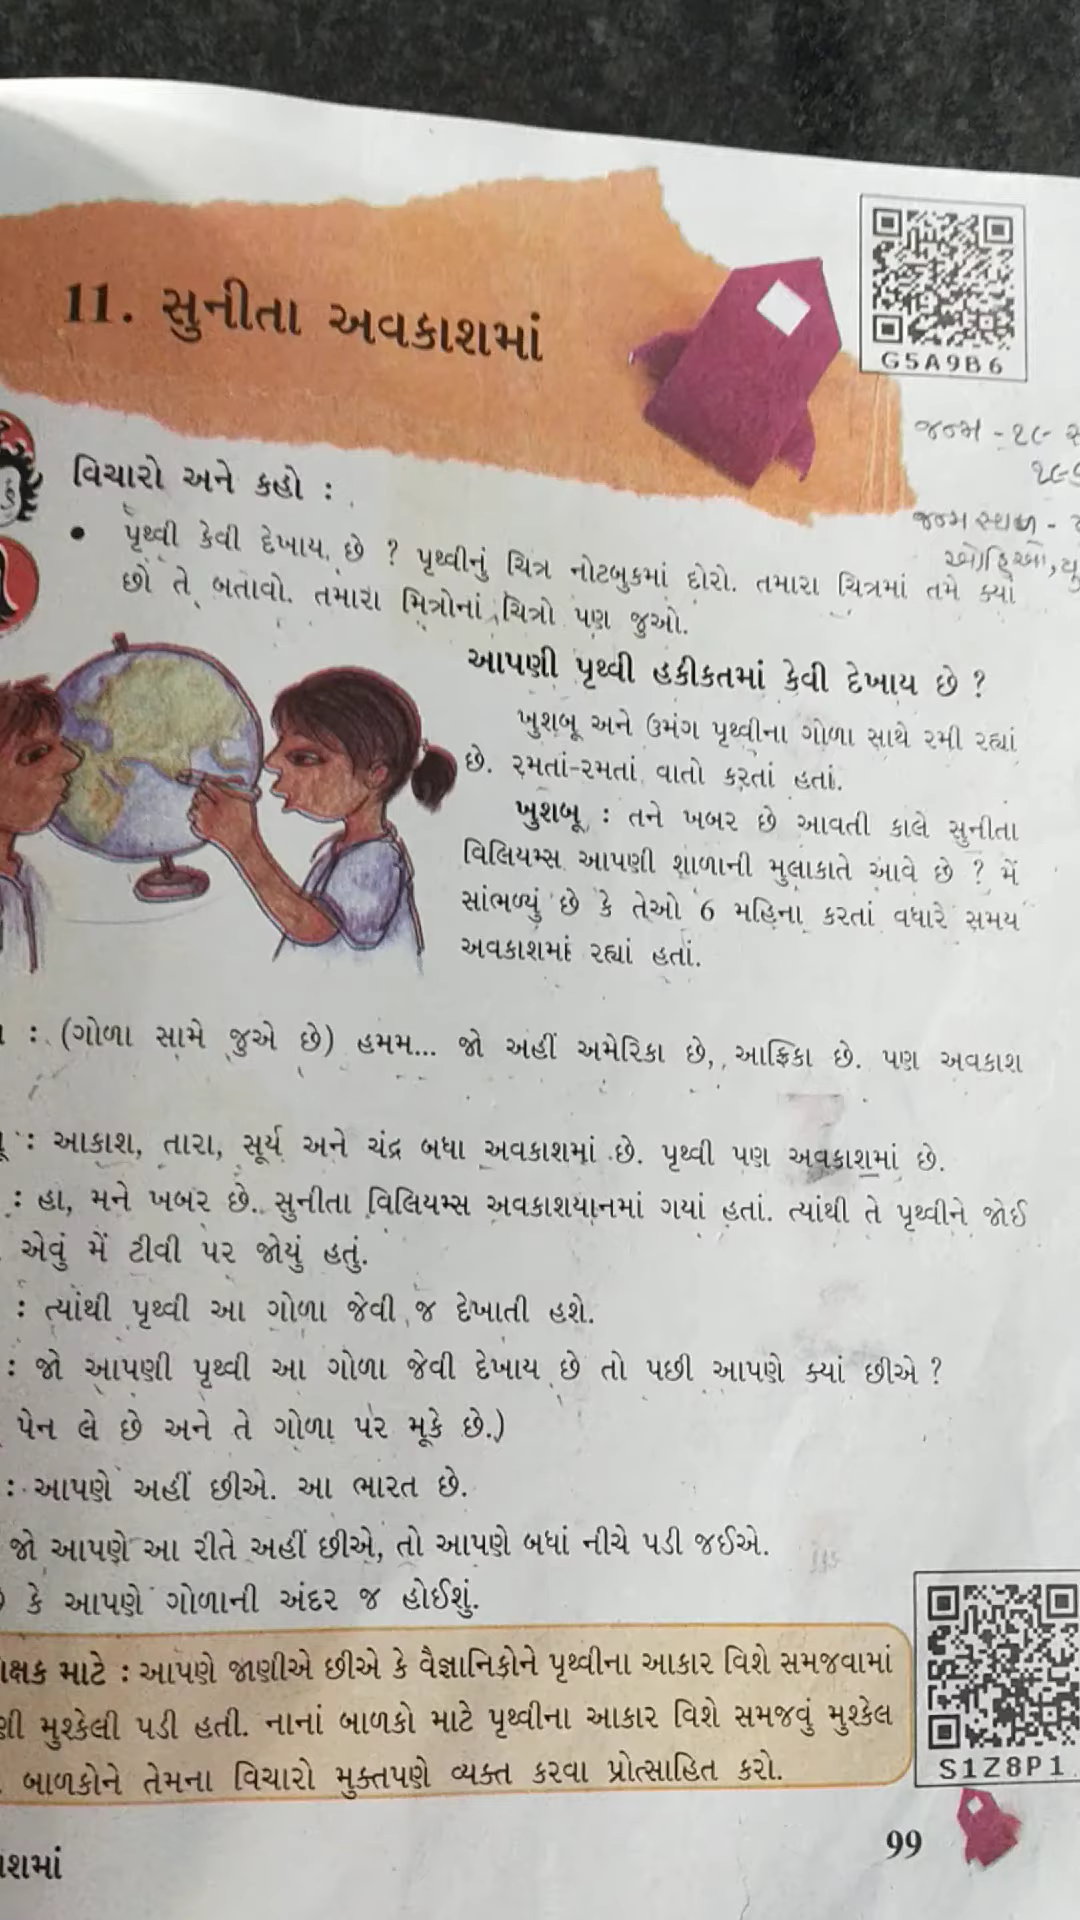 11. સુનીતા અવકાશમાં
G5A9B6
જન્મ - ૧૯
જન્મ સ્થળ -
ઓહિઓ,
વિચારો અને કહો :
• પૃથ્વી કેવી દેખાય છે ? પૃથ્વીનું ચિત્ર નોટબુકમાં દોરો. તમારા ચિત્રમાં તમે ક્યાં
છો તે બતાવો. તમારા મિત્રોનાં ચિત્રો પણ જુઓ.
આપણી પૃથ્વી હકીકતમાં કેવી દેખાય છે ?
ખુશબૂ અને ઉમંગ પૃથ્વીના ગોળા સાથે રમી રહ્યાં
છે. રમતાં-રમતાં વાતો કરતાં હતાં.
ખુશબૂ : તને ખબર છે આવતી કાલે સુનીતા
વિલિયમ્સ આપણી શાળાની મુલાકાતે આવે છે ? મેં
સાંભળ્યું છે કે તેઓ 6 મહિના કરતાં વધારે સમય
અવકાશમાં રહ્યાં હતાં.
: (ગોળા સામે જુએ છે) હમમ... જો અહીં અમેરિકા છે, આફ્રિકા છે. પણ અવકાશ
: આકાશ, તારા, સૂર્ય અને ચંદ્ર બધા અવકાશમાં છે. પૃથ્વી પણ અવકાશમાં છે.
: હા, મને ખબર છે. સુનીતા વિલિયમ્સ અવકાશયાનમાં ગયાં હતાં. ત્યાંથી તે પૃથ્વીને જોઈ
એવું મેં ટીવી પર જોયું હતું.
: ત્યાંથી પૃથ્વી આ ગોળા જેવી જ દેખાતી હશે.
: જો આપણી પૃથ્વી આ ગોળા જેવી દેખાય છે તો પછી આપણે ક્યાં છીએ ?
પેન લે છે અને તે ગોળા પર મૂકે છે.)
: આપણે અહીં છીએ. આ ભારત છે.
જો આપણે આ રીતે અહીં છીએ, તો આપણે બધાં નીચે પડી જઈએ.
કે આપણે ગોળાની અંદર જ હોઈશું.
માટે : આપણે જાણીએ છીએ કે વૈજ્ઞાનિકોને પૃથ્વીના આકાર વિશે સમજવામાં
મુશ્કેલી પડી હતી. નાનાં બાળકો માટે પૃથ્વીના આકાર વિશે સમજવું મુશ્કેલ
બાળકોને તેમના વિચારો મુક્તપણે વ્યક્ત કરવા પ્રોત્સાહિત કરો.
S1Z8P1
99